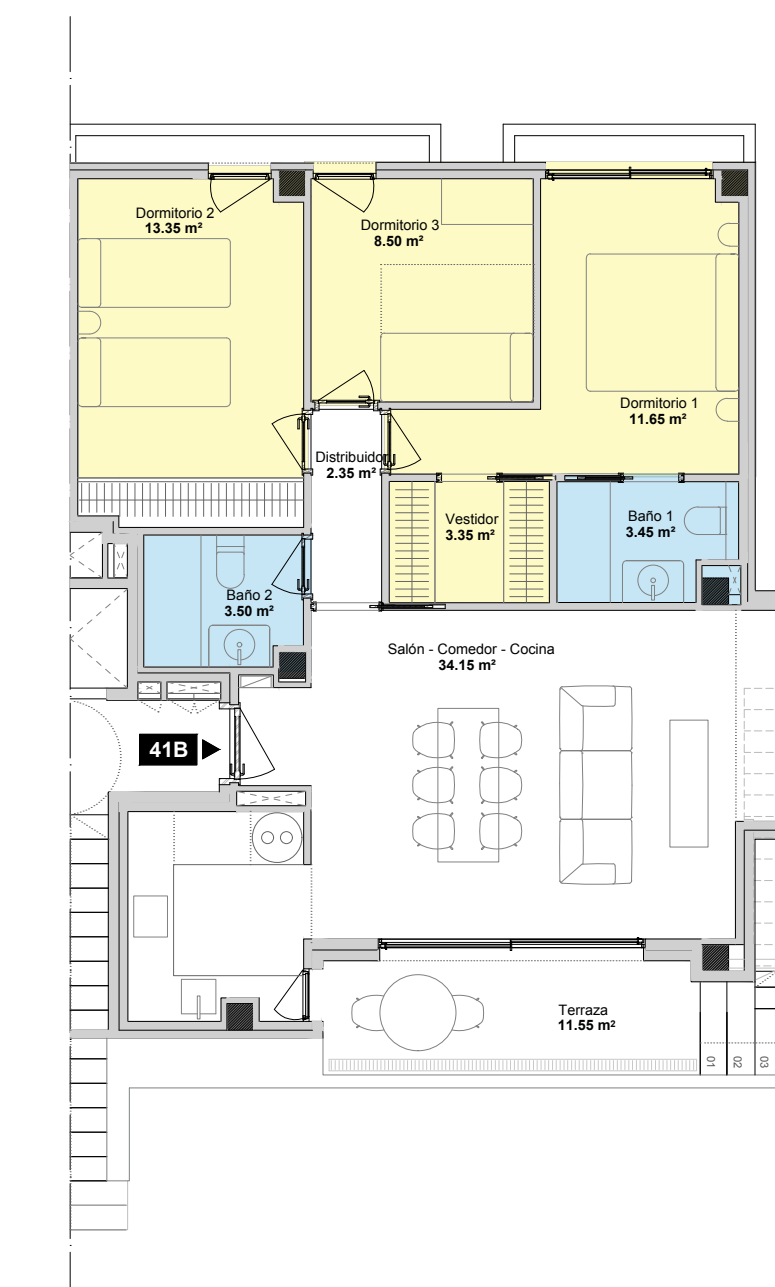 Dormitorio 2
13.35 m²
Dormitorio 3
8.50 m²
Dormitorio 1
11.65 m²
Distribuidor
2.35 m²
Vestidor
3.35 m²
Baño 1
3.45 m²
Baño 2
3.50 m²
Salón - Comedor - Cocina
34.15 m²
41B
Terraza
11.55 m²
01
02
03